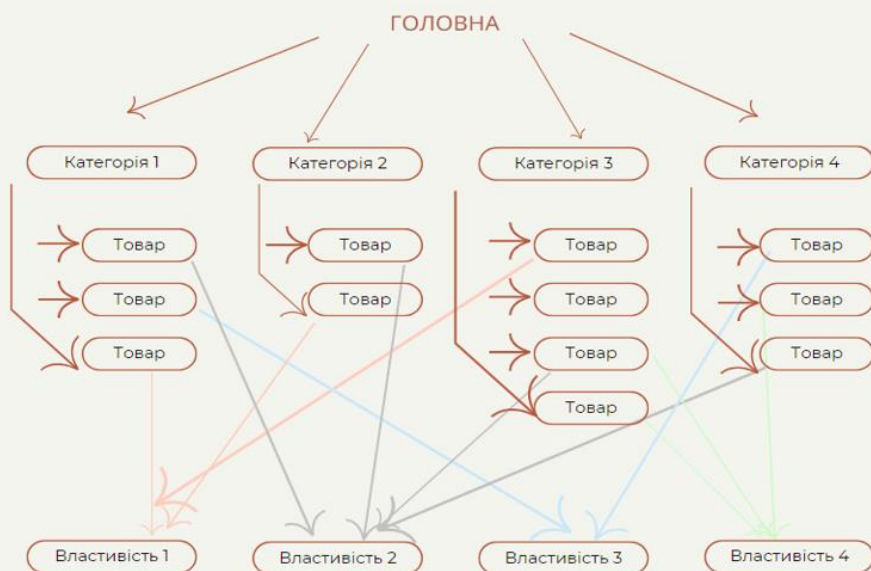 ГОЛОВНА
Категорія 1
Категорія 2
Категорія 3
Категорія 4
Товар
Товар
Товар
Товар
Товар
Товар
Товар
Товар
Товар
Товар
Товар
Товар
Властивість 1
Властивість 2
Властивість 3
Властивість 4